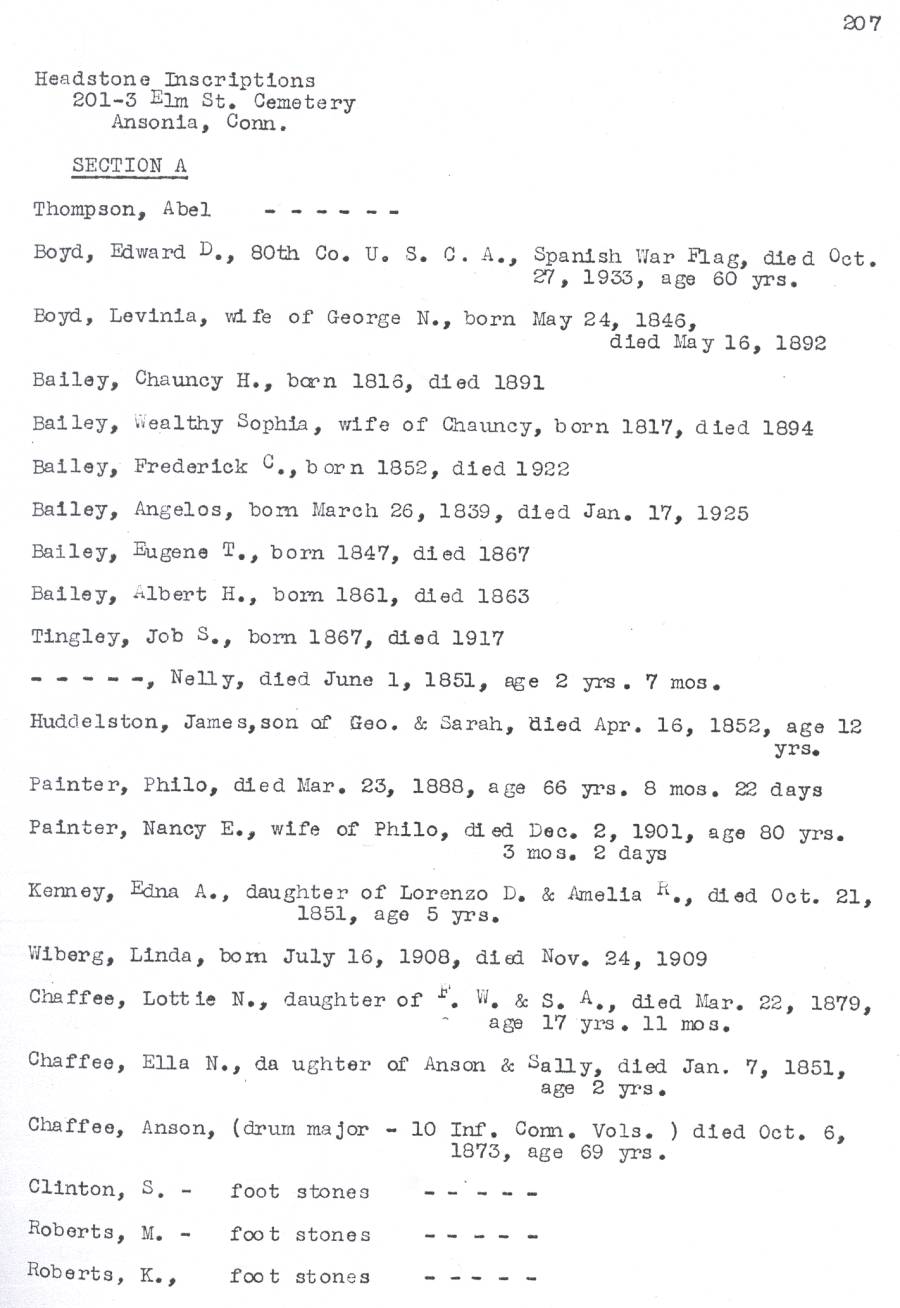 207
Headstone Inscriptions
201-3 Elm St. Cemetery
Ansonia, Conn.
SECTION A
Thompson, Abel - - - - - -
Boyd, Edward D., 80th Co. U. S. C. A., Spanish War Flag, died Oct.
27, 1933, age 60 yrs.
Boyd, Levinia, wife of George N., born May 24, 1846,
died May 16, 1892
Bailey, Chauncy H., born 1816, died 1891
Bailey, Wealthy Sophia, wife of Chauncy, born 1817, died 1894
Bailey, Frederick C., born 1852, died 1922
Bailey, Angelos, born March 26, 1839, died Jan. 17, 1925
Bailey, Eugene T., born 1847, died 1867
Bailey, Albert H., born 1861, died 1863
Tingley, Job S., born 1867, died 1917
- - - - -, Nelly, died June 1, 1851, age 2 yrs. 7 mos.
Huddelston, James, son of Geo. & Sarah, died Apr. 16, 1852, age 12
yrs.
Painter, Philo, died Mar. 23, 1888, age 66 yrs. 8 mos. 22 days
Painter, Nancy E., wife of Philo, died Dec. 2, 1901, age 80 yrs.
3 mos. 2 days
Kenney, Edna A., daughter of Lorenzo D. & Amelia R., died Oct. 21,
1851, age 5 yrs.
Wiberg, Linda, born July 16, 1908, died Nov. 24, 1909
Chaffee, Lottie N., daughter of F. W. & S. A., died Mar. 22, 1879,
age 17 yrs. 11 mos.
Chaffee, Ella N., da ughter of Anson & Sally, died Jan. 7, 1851,
age 2 yrs.
Chaffee, Anson, (drum major - 10 Inf. Conn. Vols. ) died Oct. 6,
1873, age 69 yrs.
Clinton, S. - foot stones - - - - -
Roberts, M. - foot stones - - - - -
Roberts, K., foot stones - - - - -